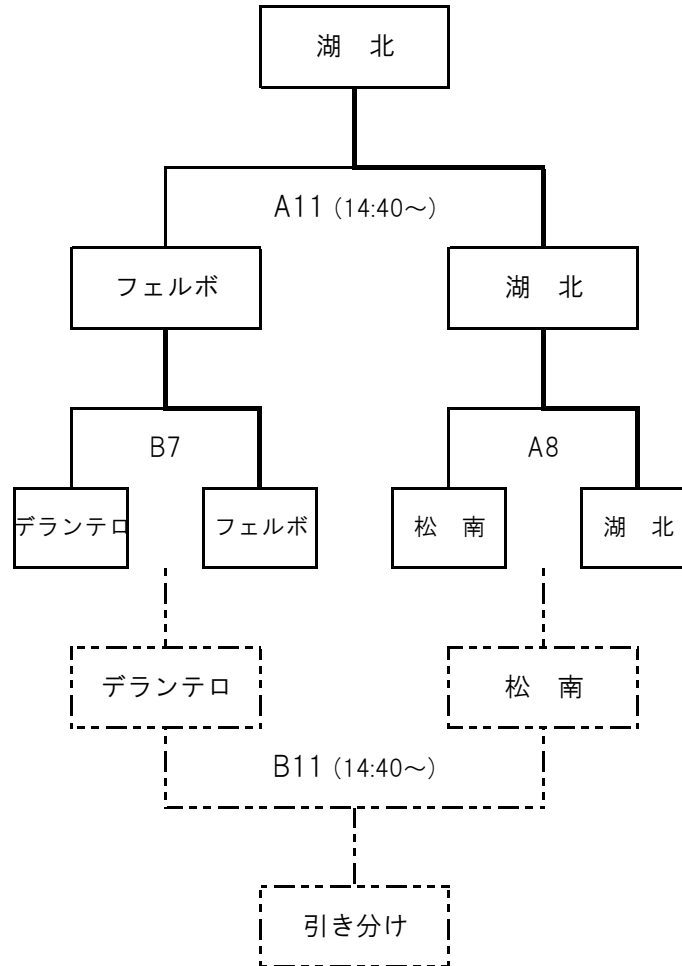 湖　北
A11 (14:40～)
フェルボ
湖　北
B7
A8
デランテロ
フェルボ
松　南
湖　北
デランテロ
松　南
B11 (14:40～)
引き分け